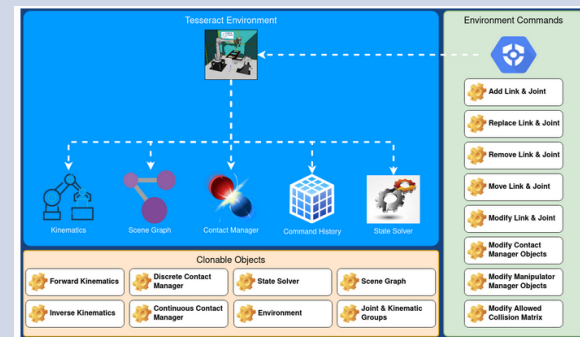 Tesseract Environment
Kinematics
Scene Graph
Contact Manager
Command History
State Solver
Clonable Objects
Forward Kinematics
Discrete Contact
Manager
State Solver
Scene Graph
Inverse Kinematics
Continuous Contact
Manager
Environment
Joint & Kinematic
Groups
Environment Commands
Add Link & Joint
Replace Link & Joint
Remove Link & Joint
Move Link & Joint
Modify Link & Joint
Modify Contact
Manager Objects
Modify Manipulator
Manager Objects
Modify Allowed
Collision Matrix